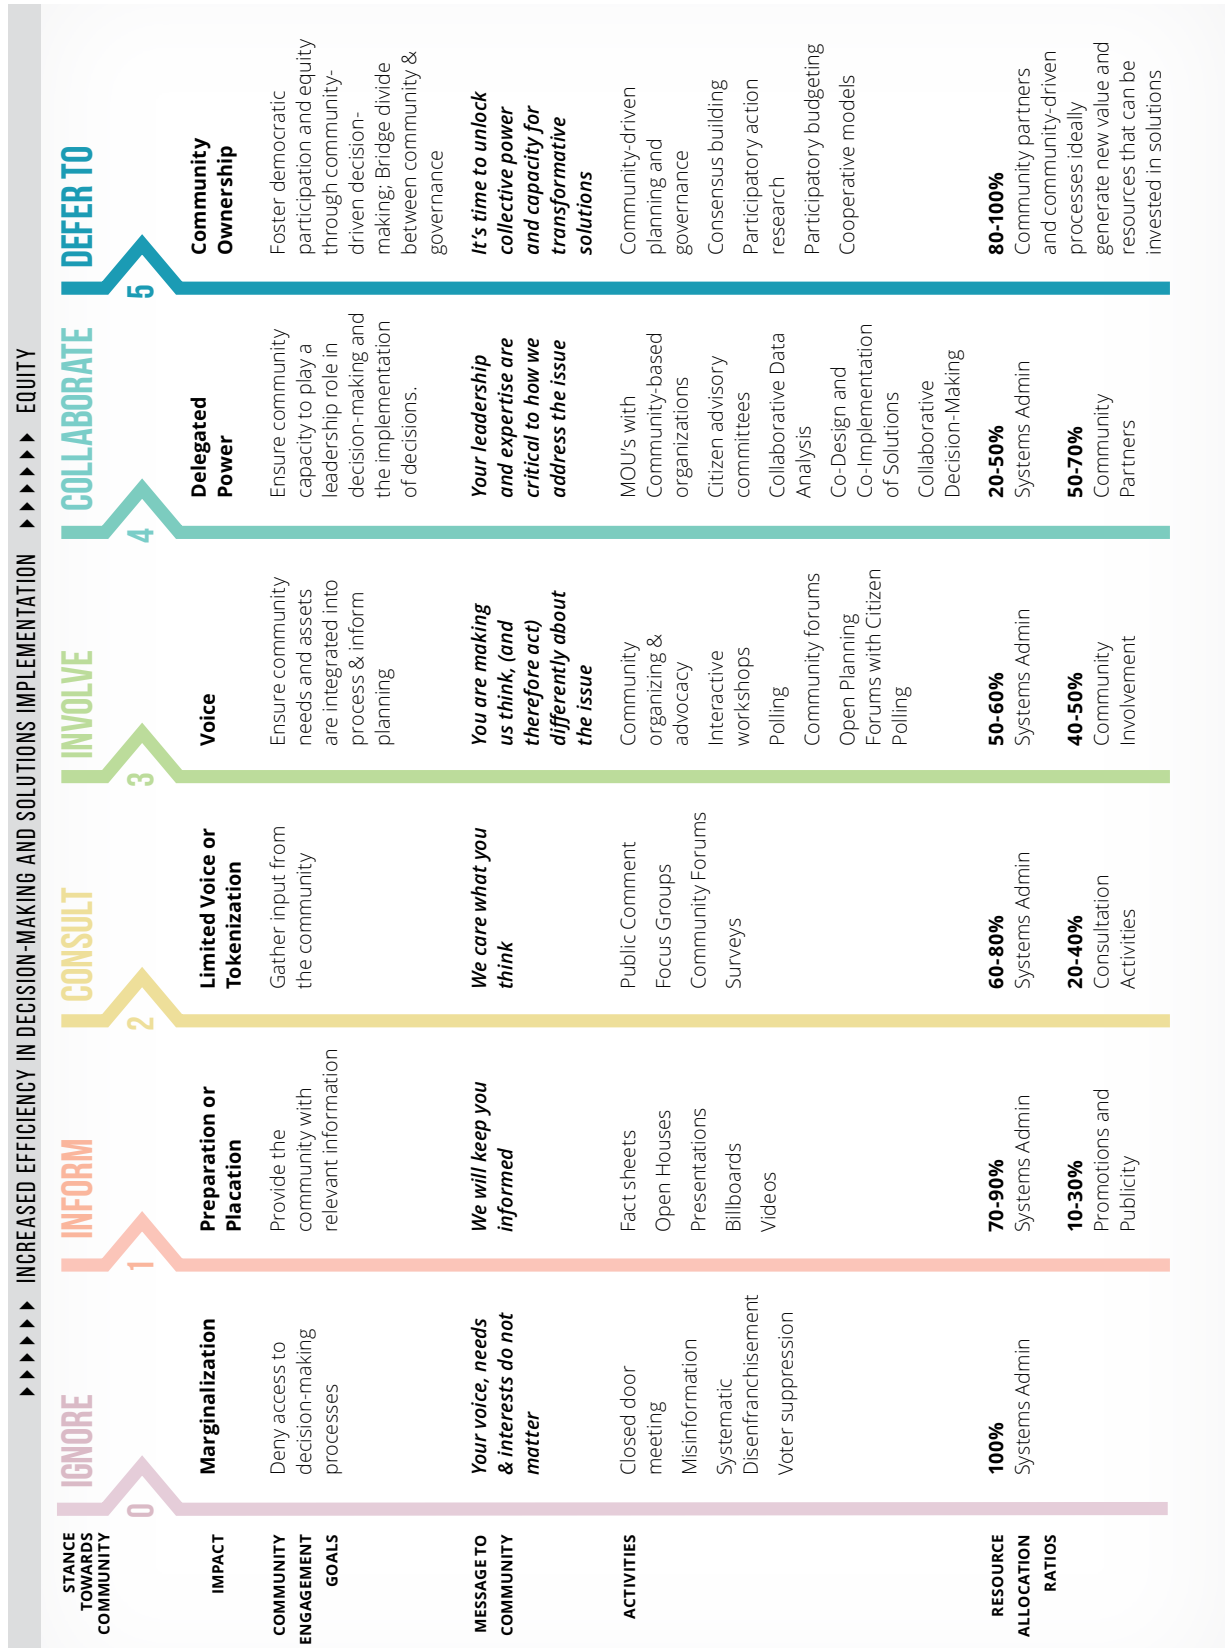 INCREASED EFFICIENCY IN DECISION-MAKING AND SOLUTIONS IMPLEMENTATION EQUITY
STANCE
TOWARDS
COMMUNITY
IGNORE
0
INFORM
1
CONSULT
2
INVOLVE
3
COLLABORATE
4
DEFER TO
5
IMPACT
Marginalization
Preparation or
Placation
Limited Voice or
Tokenization
Voice
Delegated
Power
Community
Ownership
COMMUNITY
ENGAGEMENT
GOALS
Deny access to
decision-making
processes
Provide the
community with
relevant information
Gather input from
the community
Ensure community
needs and assets
are integrated into
process & inform
planning
Ensure community
capacity to play a
leadership role in
decision-making and
the implementation
of decisions.
Foster democratic
participation and equity
through community-
driven decision-
making; Bridge divide
between community &
governance
MESSAGE TO
COMMUNITY
Your voice, needs
& interests do not
matter
We will keep you
informed
We care what you
think
You are making
us think, (and
therefore act)
differently about
the issue
Your leadership
and expertise are
critical to how we
address the issue
It's time to unlock
collective power
and capacity for
transformative
solutions
ACTIVITIES
Closed door
meeting
Misinformation
Systematic
Disenfranchisement
Voter suppression
Fact sheets
Open Houses
Presentations
Billboards
Videos
Public Comment
Focus Groups
Community Forums
Surveys
Community
organizing &
advocacy
Interactive
workshops
Polling
Community forums
Open Planning
Forums with Citizen
Polling
MOU's with
Community-based
organizations
Citizen advisory
committees
Collaborative Data
Analysis
Co-Design and
Co-Implementation
of Solutions
Collaborative
Decision-Making
Community-driven
planning and
governance
Consensus building
Participatory action
research
Participatory budgeting
Cooperative models
RESOURCE
ALLOCATION
RATIOS
100%
Systems Admin
70-90%
Systems Admin
10-30%
Promotions and
Publicity
60-80%
Systems Admin
20-40%
Consultation
Activities
50-60%
Systems Admin
40-50%
Community
Involvement
20-50%
Systems Admin
50-70%
Community
Partners
80-100%
Community partners
and community-driven
processes ideally
generate new value and
resources that can be
invested in solutions